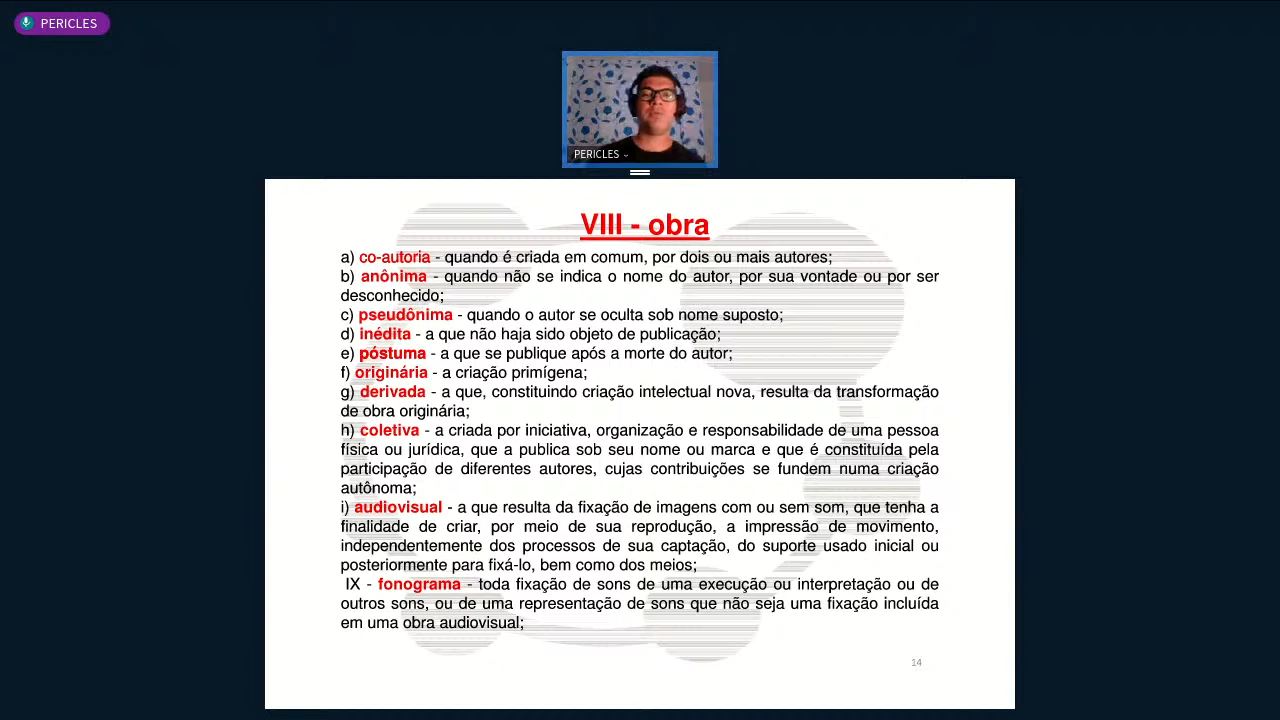 PERICLES
PERICLES
VIII - obra
a) co-autoria - quando é criada em comum, por dois ou mais autores;
b) anônima - quando não se indica o nome do autor, por sua vontade ou por ser
desconhecido;
c) pseudônima - quando o autor se oculta sob nome suposto;
d) inédita - a que não haja sido objeto de publicação;
e) póstuma - a que se publique após a morte do autor;
f) originária - a criação primígena;
g) derivada - a que, constituindo criação intelectual nova, resulta da transformação
de obra originária;
h) coletiva - a criada por iniciativa, organização e responsabilidade de uma pessoa
física ou jurídica, que a publica sob seu nome ou marca e que é constituída pela
participação de diferentes autores, cujas contribuições se fundem numa criação
autônoma;
i) audiovisual - a que resulta da fixação de imagens com ou sem som, que tenha a
finalidade de criar, por meio de sua reprodução, a impressão de movimento,
independentemente dos processos de sua captação, do suporte usado inicial ou
posteriormente para fixá-lo, bem como dos meios;
IX - fonograma - toda fixação de sons de uma execução ou interpretação ou de
outros sons, ou de uma representação de sons que não seja uma fixação incluída
em uma obra audiovisual;
14